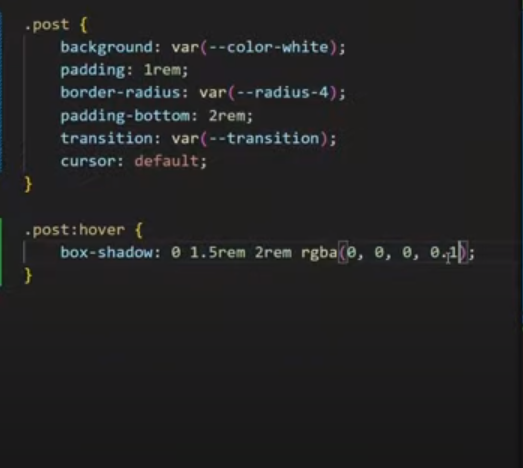 .post {
background: var(--color-white);
padding: 1rem;
border-radius: var(--radius-4);
padding-bottom: 2rem;
transition: var(--transition);
cursor: default;
}
.post:hover {
box-shadow: 0 1.5rem 2rem rgba(0, 0, 0, 0.1);
}